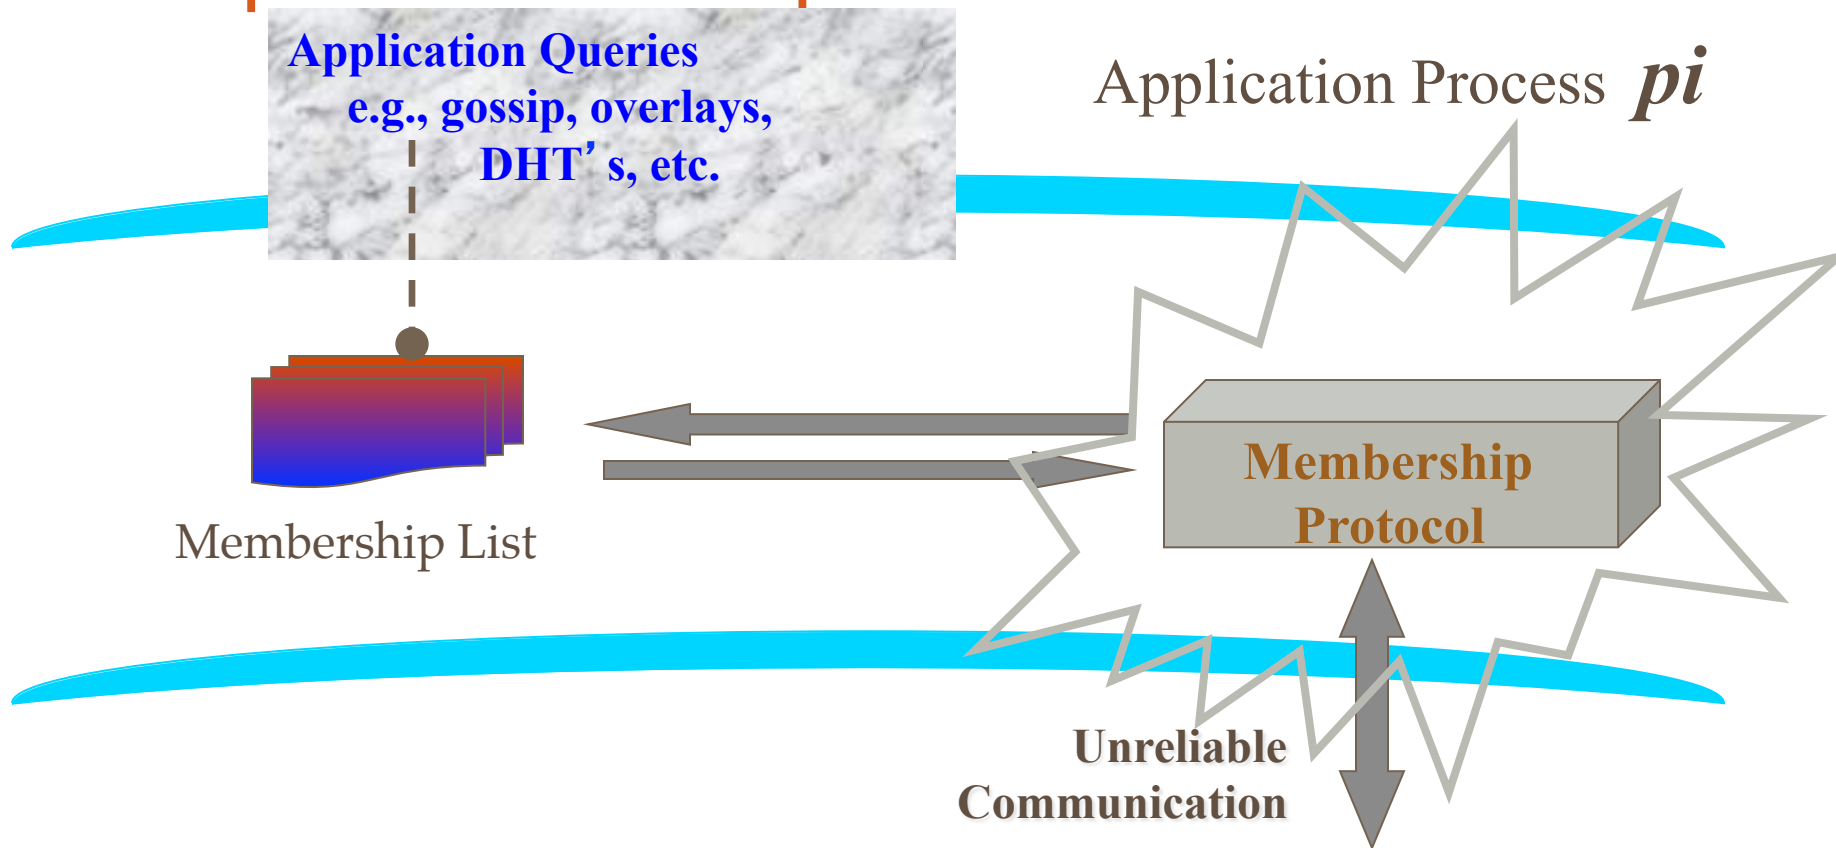 Application Queries
e.g., gossip, overlays,
DHT’ s, etc.
Application Process pi
Membership List
Membership
Protocol
Unreliable
Communication